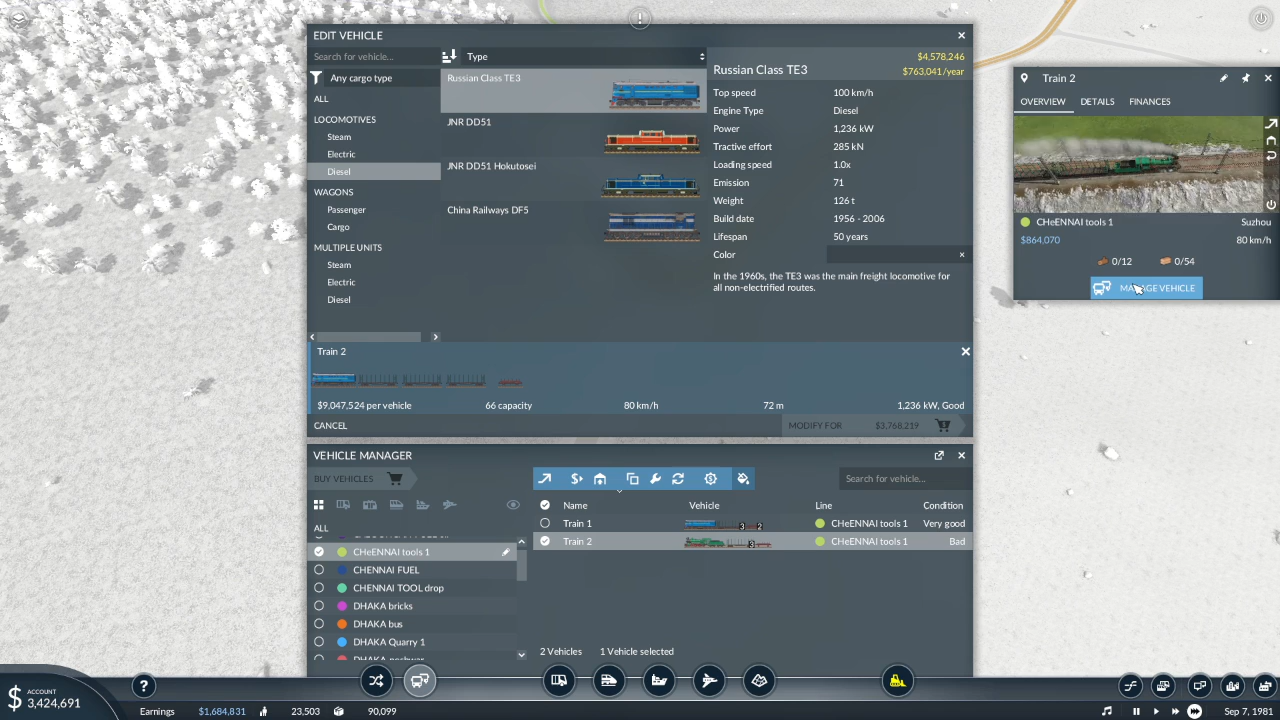 EDIT VEHICLE
Search for vehicle...
Type
Any cargo type
ALL
LOCOMOTIVES
Steam
Electric
Diesel
WAGONS
Passenger
Cargo
MULTIPLE UNITS
Steam
Electric
Diesel
Russian Class TE3
JNR DD51
JNR DD51 Hokutosei
China Railways DF5
$4,578,246
Russian Class TE3
$763,041/year
Top speed 100 km/h
Engine Type Diesel
Power 1,236 kW
Tractive effort 285 kN
Loading speed 1.0x
Emission 71
Weight 126 t
Build date 1956 - 2006
Lifespan 50 years
Color
In the 1960s, the TE3 was the main freight locomotive for
all non-electrified routes.
Train 2
$9,047,524 per vehicle 66 capacity 80 km/h 72 m 1,236 kW, Good
CANCEL
MODIFY FOR $3,768,219
Train 2
OVERVIEW DETAILS FINANCES
CHeENNAI tools 1 Suzhou
$864,070 80 km/h
0/12 0/54
VEHICLE
VEHICLE MANAGER
BUY VEHICLES
Search for vehicle...
ALL
CHeENNAI tools 1
CHENNAI FUEL
CHENNAI TOOL drop
DHAKA bricks
DHAKA bus
DHAKA Quarry 1
Name Vehicle Line Condition
Train 1 3 2 CHeENNAI tools 1 Very good
Train 2 3 CHeENNAI tools 1 Bad
2 Vehicles 1 Vehicle selected
ACCOUNT
$ 3,424,691
?
Earnings $1,684,831 23,503 90,099
Sep 7, 1981